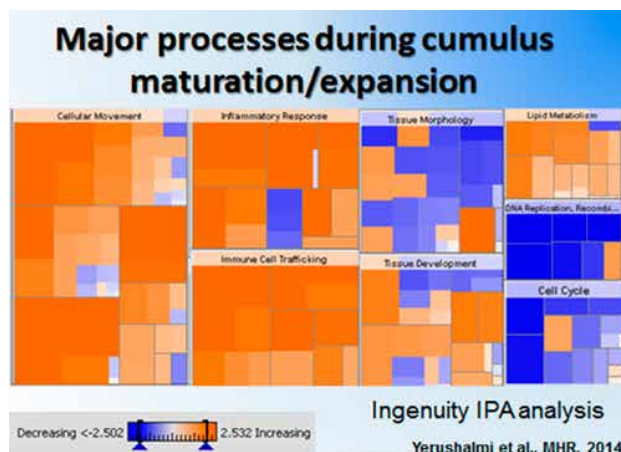 Major processes during cumulus
maturation/expansion
Cellular Movement
Inflammatory Response
Tissue Morphology
Lipid Metabolism
DNA Replication, Recombi...
Immune Cell Trafficking
Tissue Development
Cell Cycle
Decreasing <-2.502
2.532 Increasing
Ingenuity IPA analysis
Yerushalmi et al., MHR, 2014